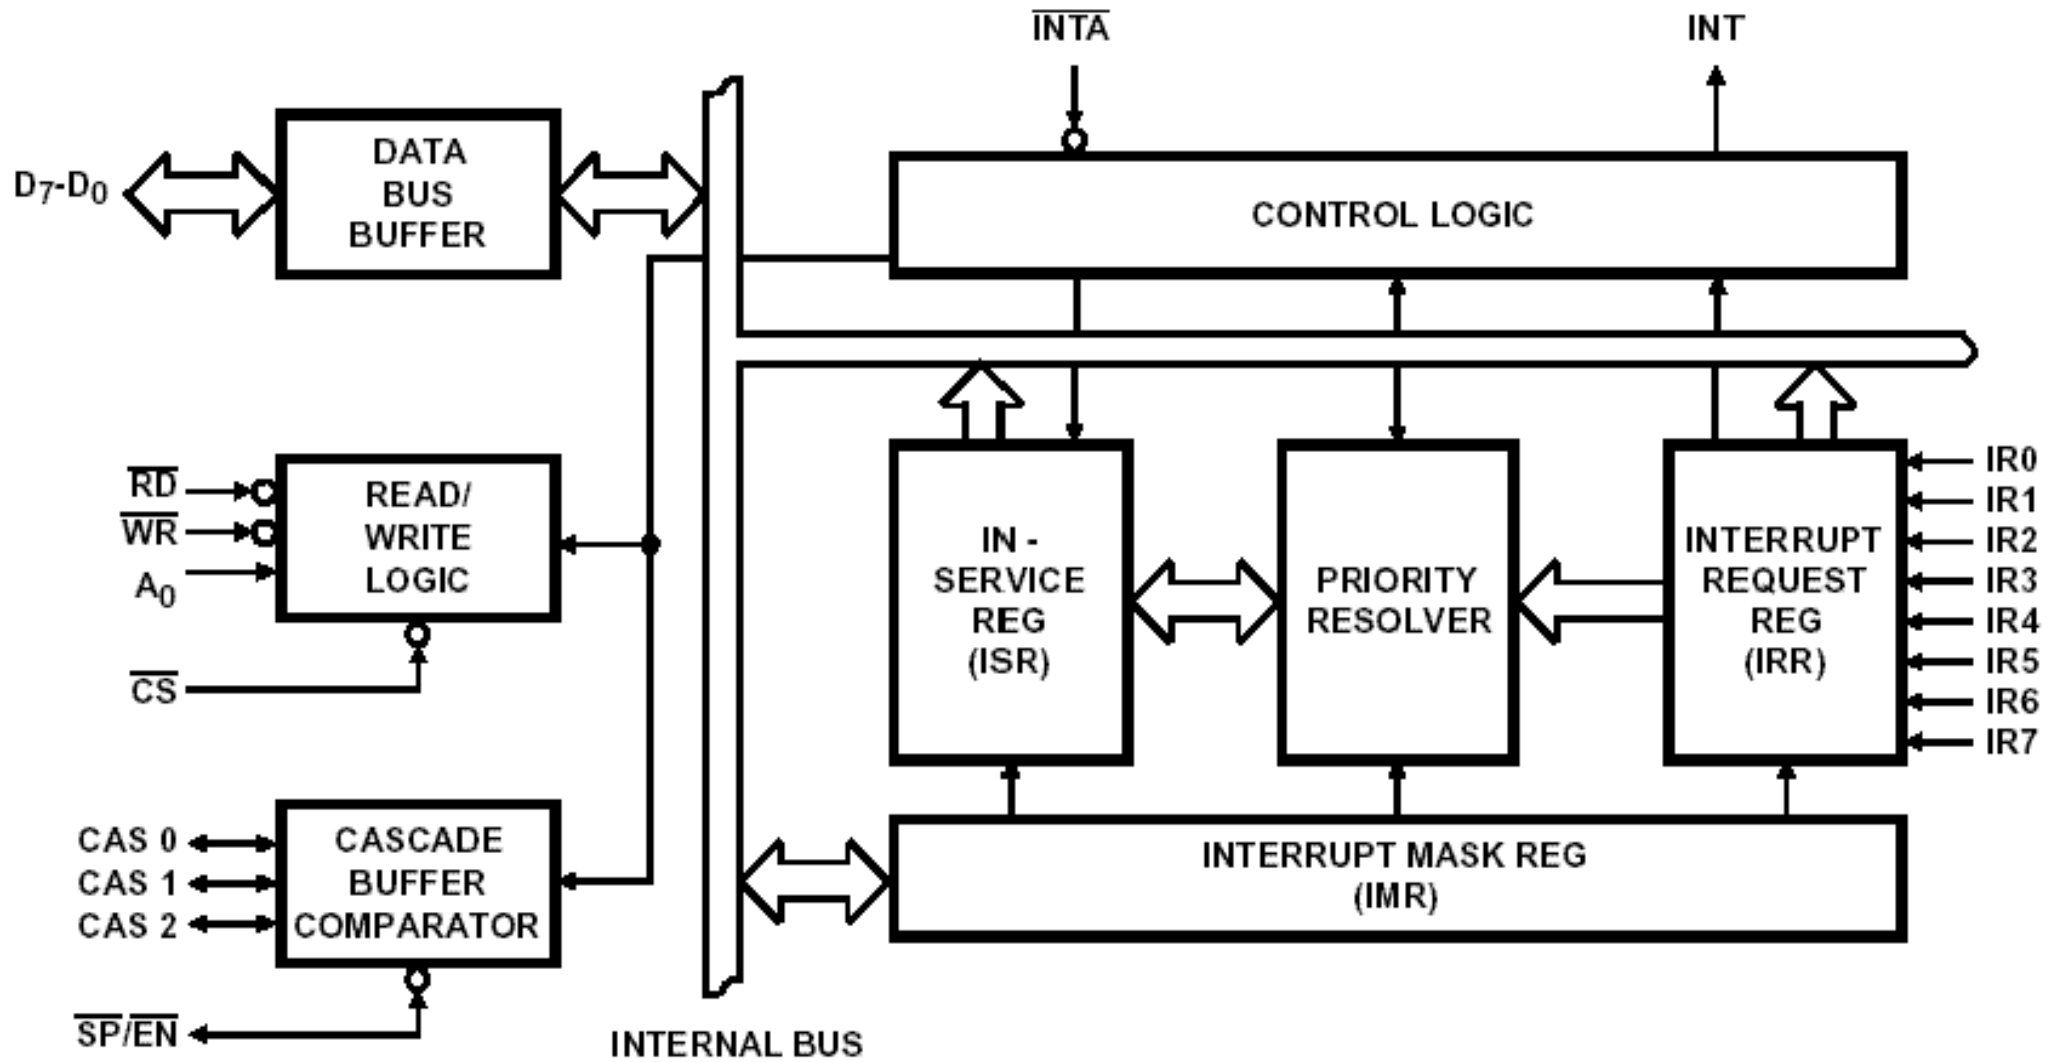 INTA
INT
DATA
BUS
BUFFER
D7-D0
CONTROL LOGIC
RD
WR
A0
CS
READ/
WRITE
LOGIC
IN -
SERVICE
REG
(ISR)
PRIORITY
RESOLVER
INTERRUPT
REQUEST
REG
(IRR)
IR0
IR1
IR2
IR3
IR4
IR5
IR6
IR7
CAS 0
CAS 1
CAS 2
CASCADE
BUFFER
COMPARATOR
SP/EN
INTERRUPT MASK REG
(IMR)
INTERNAL BUS